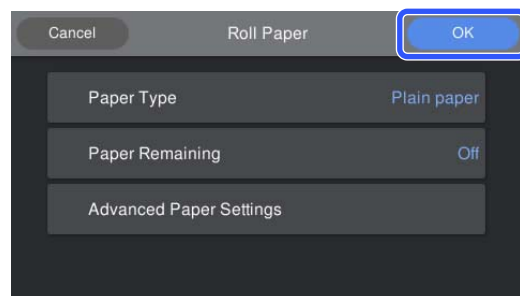 Cancel Roll Paper OK
Paper Type Plain paper
Paper Remaining Off
Advanced Paper Settings